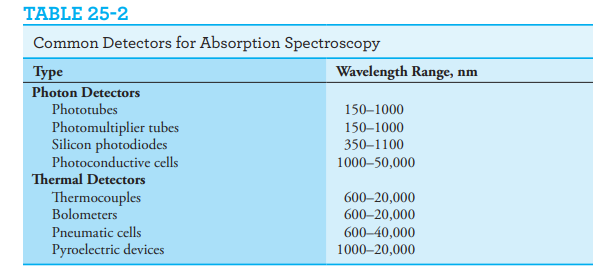 TABLE 25-2
Common Detectors for Absorption Spectroscopy
Type Wavelength Range, nm
Photon Detectors
Phototubes 150–1000
Photomultiplier tubes 150–1000
Silicon photodiodes 350–1100
Photoconductive cells 1000–50,000
Thermal Detectors
Thermocouples 600–20,000
Bolometers 600–20,000
Pneumatic cells 600–40,000
Pyroelectric devices 1000–20,000